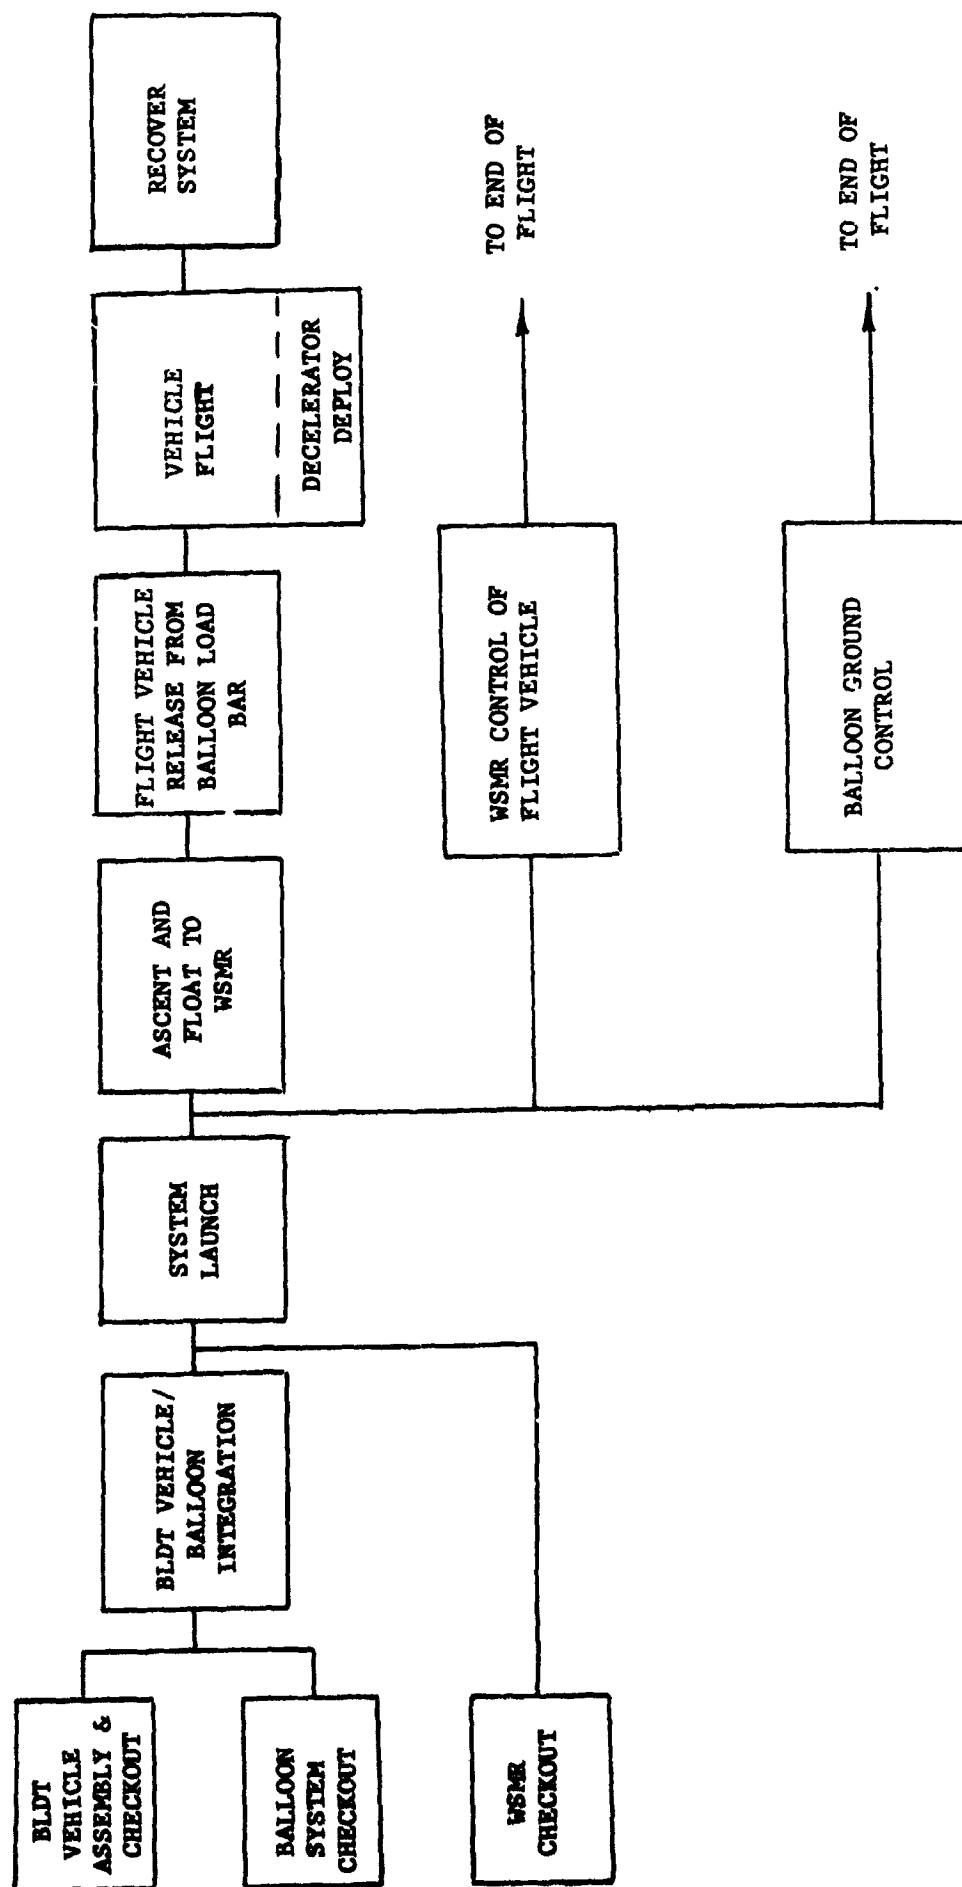 BLDT
VEHICLE
ASSEMBLY &
CHECKOUT
BALLOON
SYSTEM
CHECKOUT
WSMR
CHECKOUT
BLDT VEHICLE/
BALLOON
INTEGRATION
SYSTEM
LAUNCH
ASCENT AND
FLOAT TO
WSMR
FLIGHT VEHICLE
RELEASE FROM
BALLOON LOAD
BAR
VEHICLE
FLIGHT
DECELERATOR
DEPLOY
RECOVER
SYSTEM
WSMR CONTROL OF
FLIGHT VEHICLE
TO END OF
FLIGHT
BALLOON GROUND
CONTROL
TO END OF
FLIGHT